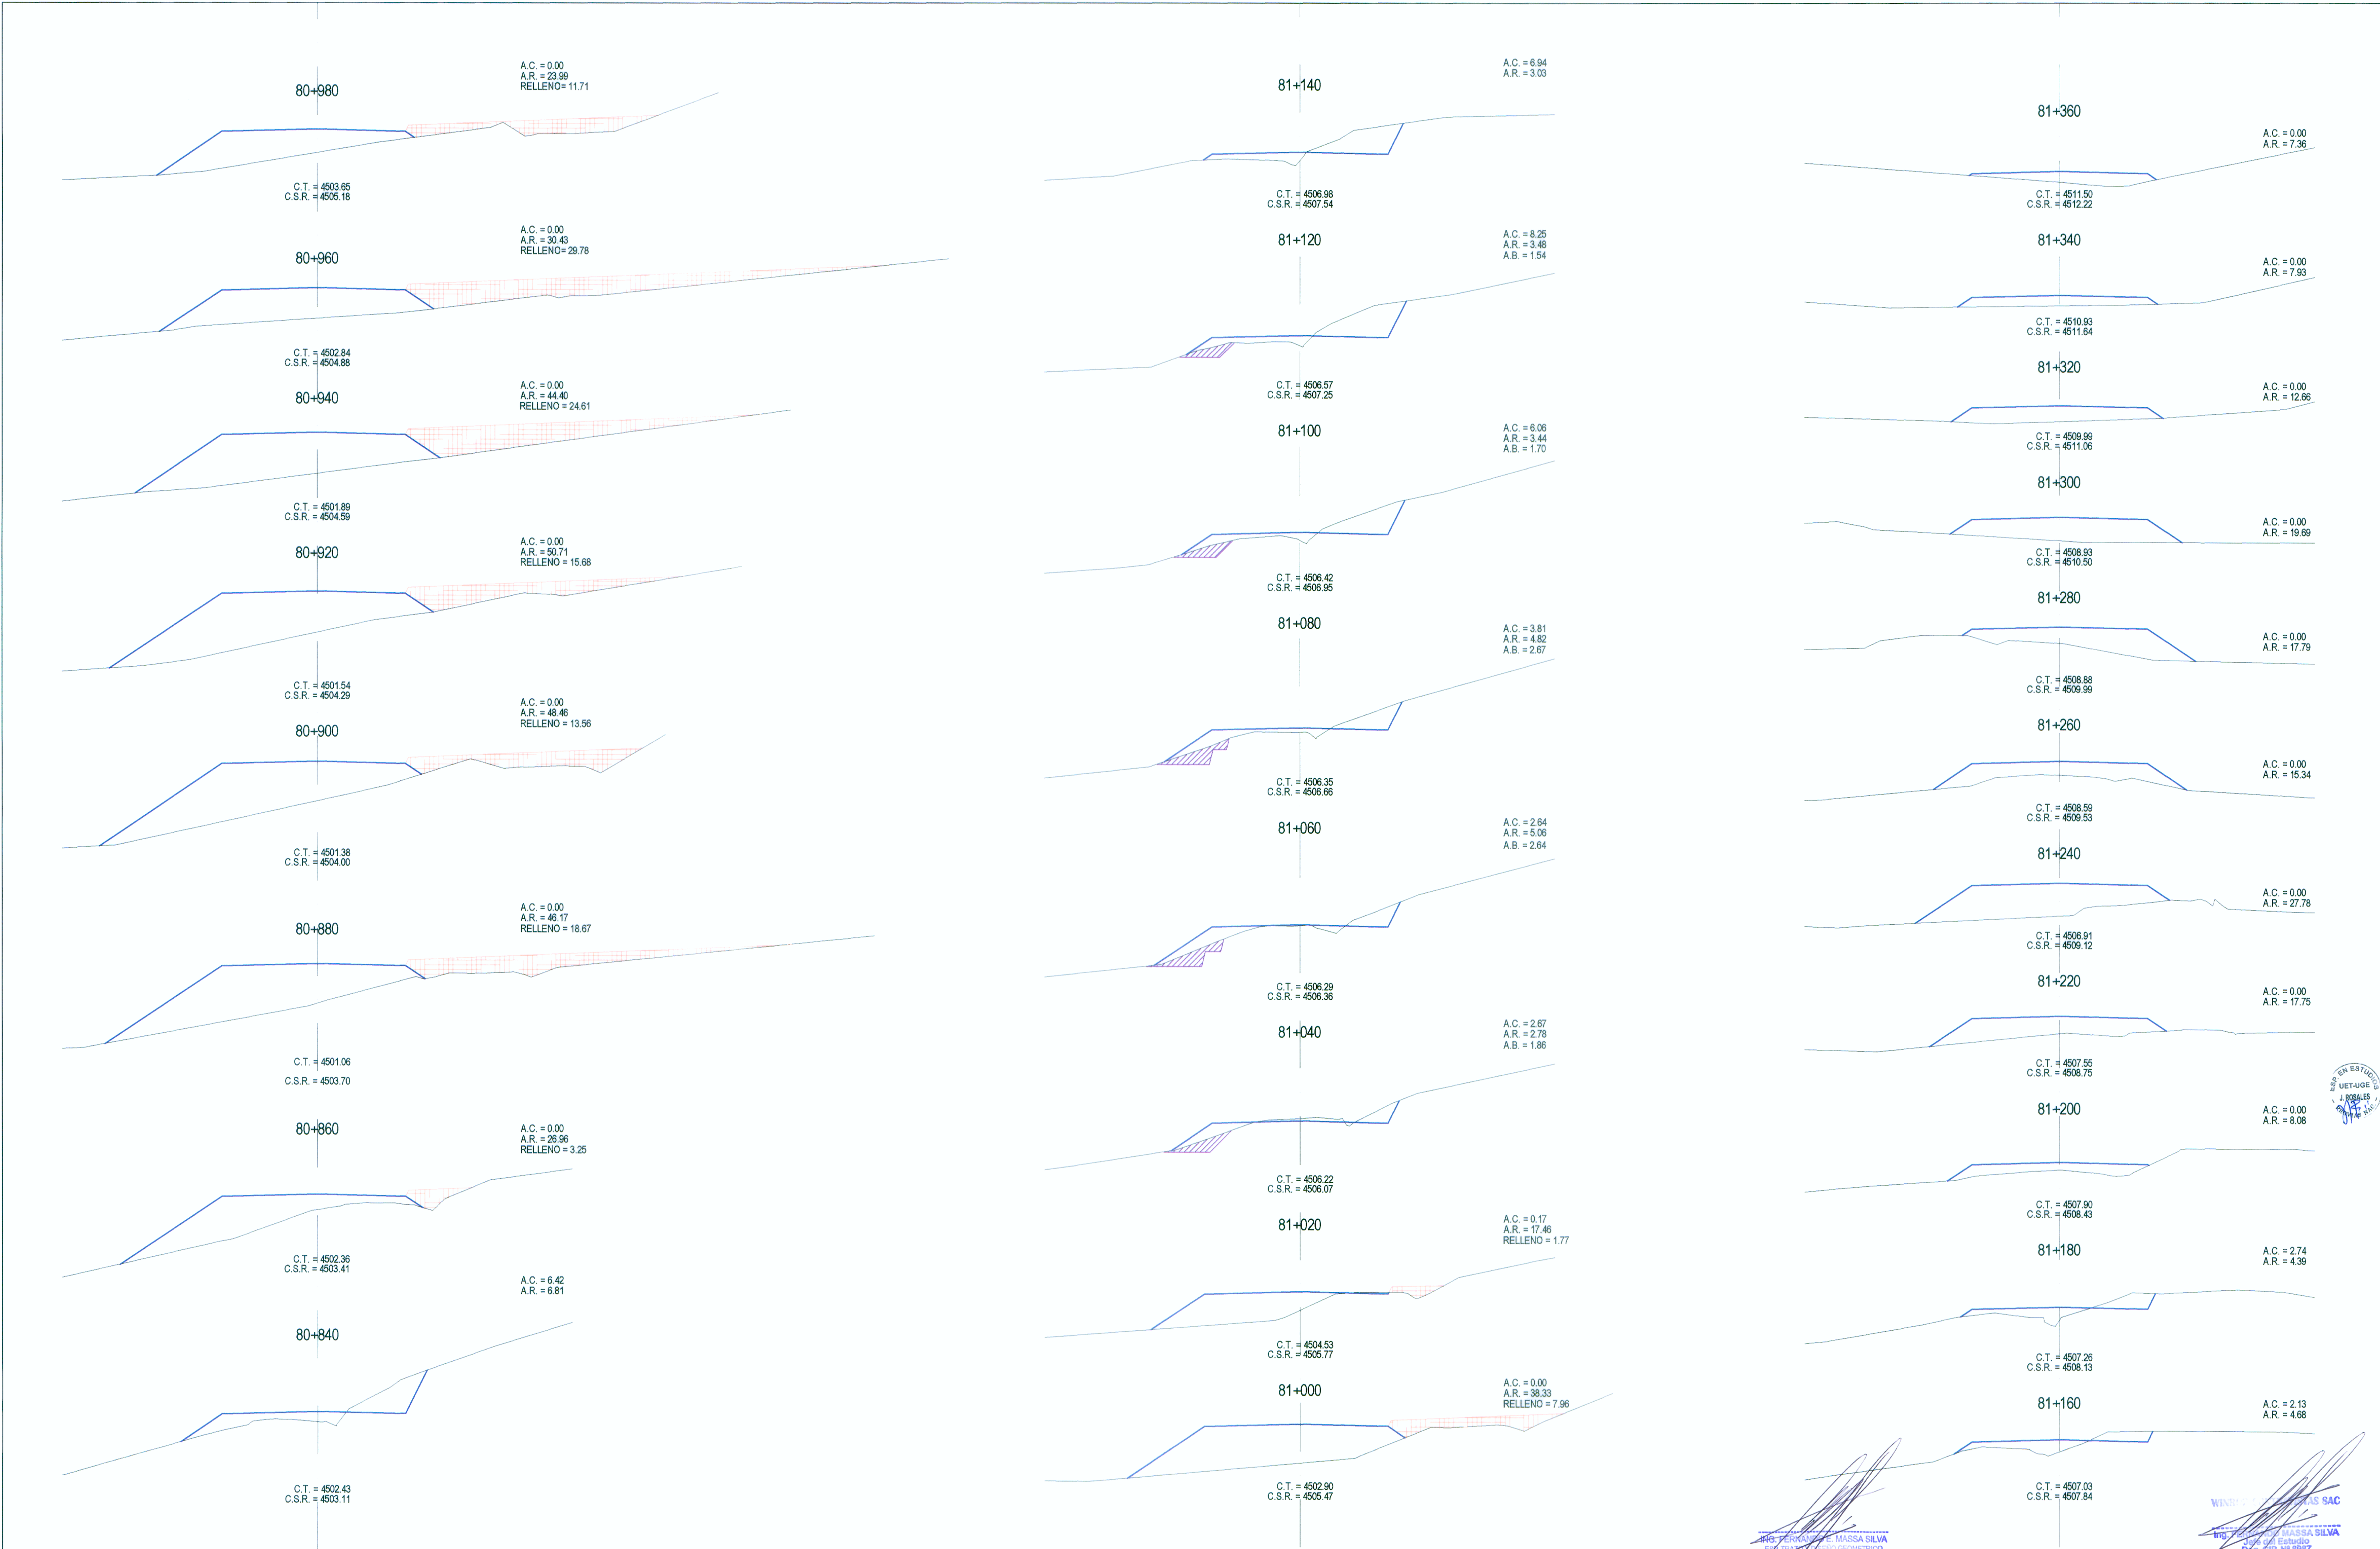 80+980
A.C. = 0.00
A.R. = 23.99
RELLENO= 11.71
C.T. = 4503.65
C.S.R. = 4505.18
80+960
A.C. = 0.00
A.R. = 30.43
RELLENO= 29.78
C.T. = 4502.84
C.S.R. = 4504.88
80+940
A.C. = 0.00
A.R. = 44.40
RELLENO = 24.61
C.T. = 4501.89
C.S.R. = 4504.59
80+920
A.C. = 0.00
A.R. = 50.71
RELLENO = 15.68
C.T. = 4501.54
C.S.R. = 4504.29
80+900
A.C. = 0.00
A.R. = 48.46
RELLENO = 13.56
C.T. = 4501.38
C.S.R. = 4504.00
80+880
A.C. = 0.00
A.R. = 46.17
RELLENO = 18.67
C.T. = 4501.06
C.S.R. = 4503.70
80+860
A.C. = 0.00
A.R. = 26.96
RELLENO = 3.25
C.T. = 4502.36
C.S.R. = 4503.41
80+840
A.C. = 6.42
A.R. = 6.81
C.T. = 4502.43
C.S.R. = 4503.11
81+140
A.C. = 6.94
A.R. = 3.03
C.T. = 4506.98
C.S.R. = 4507.54
81+120
A.C. = 8.25
A.R. = 3.48
A.B. = 1.54
C.T. = 4506.57
C.S.R. = 4507.25
81+100
A.C. = 6.06
A.R. = 3.44
A.B. = 1.70
C.T. = 4506.42
C.S.R. = 4506.95
81+080
A.C. = 3.81
A.R. = 4.82
A.B. = 2.67
C.T. = 4506.35
C.S.R. = 4506.66
81+060
A.C. = 2.64
A.R. = 5.06
A.B. = 2.64
C.T. = 4506.29
C.S.R. = 4506.36
81+040
A.C. = 2.67
A.R. = 2.78
A.B. = 1.86
C.T. = 4506.22
C.S.R. = 4506.07
81+020
A.C. = 0.17
A.R. = 17.46
RELLENO = 1.77
C.T. = 4504.53
C.S.R. = 4505.77
81+000
A.C. = 0.00
A.R. = 38.33
RELLENO = 7.96
C.T. = 4502.90
C.S.R. = 4505.47
81+360
A.C. = 0.00
A.R. = 7.36
C.T. = 4511.50
C.S.R. = 4512.22
81+340
A.C. = 0.00
A.R. = 7.93
C.T. = 4510.93
C.S.R. = 4511.64
81+320
A.C. = 0.00
A.R. = 12.66
C.T. = 4509.99
C.S.R. = 4511.06
81+300
A.C. = 0.00
A.R. = 19.69
C.T. = 4508.93
C.S.R. = 4510.50
81+280
A.C. = 0.00
A.R. = 17.79
C.T. = 4508.88
C.S.R. = 4509.99
81+260
A.C. = 0.00
A.R. = 15.34
C.T. = 4508.59
C.S.R. = 4509.53
81+240
A.C. = 0.00
A.R. = 27.78
C.T. = 4506.91
C.S.R. = 4509.12
81+220
A.C. = 0.00
A.R. = 17.75
C.T. = 4507.55
C.S.R. = 4508.75
81+200
A.C. = 0.00
A.R. = 8.08
C.T. = 4507.90
C.S.R. = 4508.43
81+180
A.C. = 2.74
A.R. = 4.39
C.T. = 4507.26
C.S.R. = 4508.13
81+160
A.C. = 2.13
A.R. = 4.68
C.T. = 4507.03
C.S.R. = 4507.84
ESP. EN ESTUDIOS
UET-UGE
J. ROSALES
ING. FERNANDO E. MASSA SILVA
SAC
Ing. FERNANDO MASSA SILVA
Jefe del Estudio